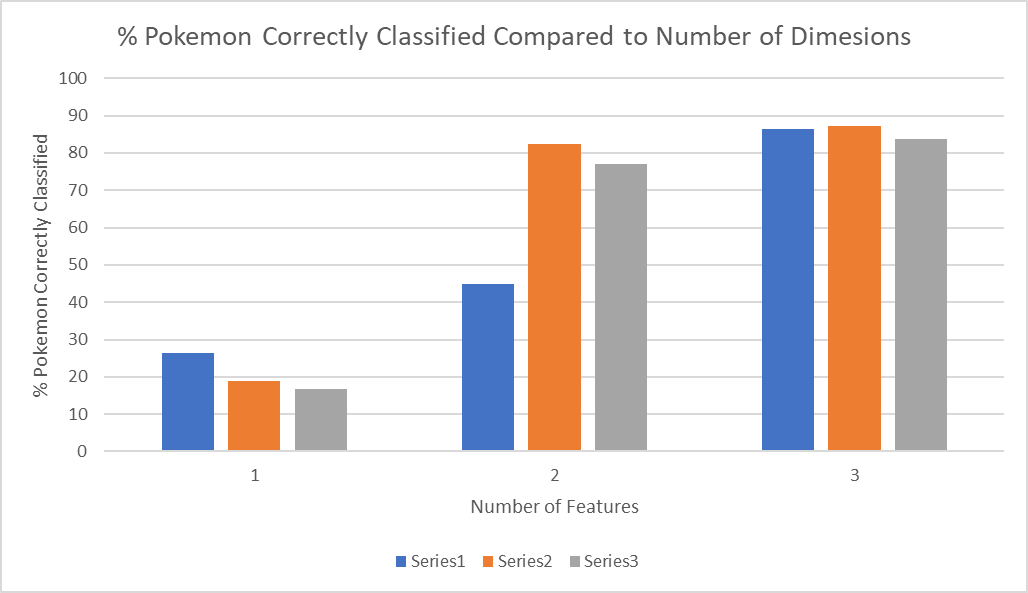 % Pokemon Correctly Classified Compared to Number of Dimesions
% Pokemon Correctly Classified
100
90
80
70
60
50
40
30
20
10
0
1 2 3
Number of Features
Series1 Series2 Series3